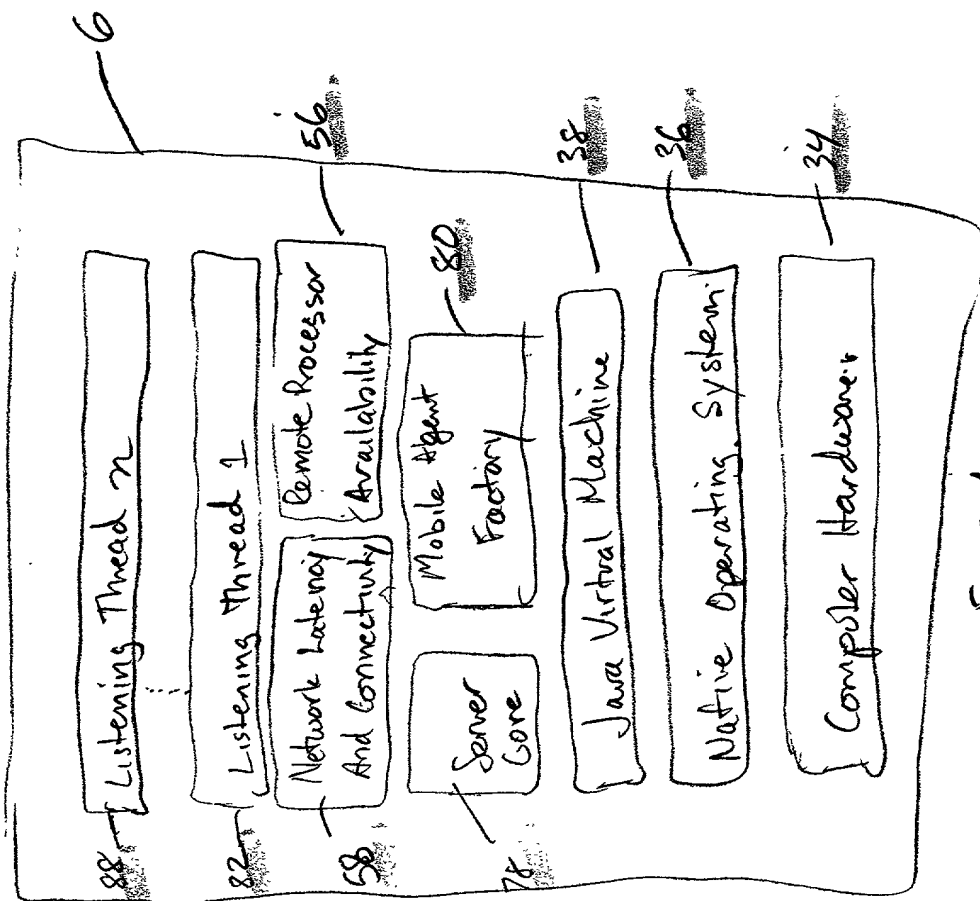 6
88 Listening Thread n
82 Listening Thread 1
58 Network Latency
And Connectivity
Remote Processor
Availability
56
78 Server
Core
Mobile Agent
Factory
80
Java Virtual Machine
38
Native Operating System
36
Computer Hardware
34